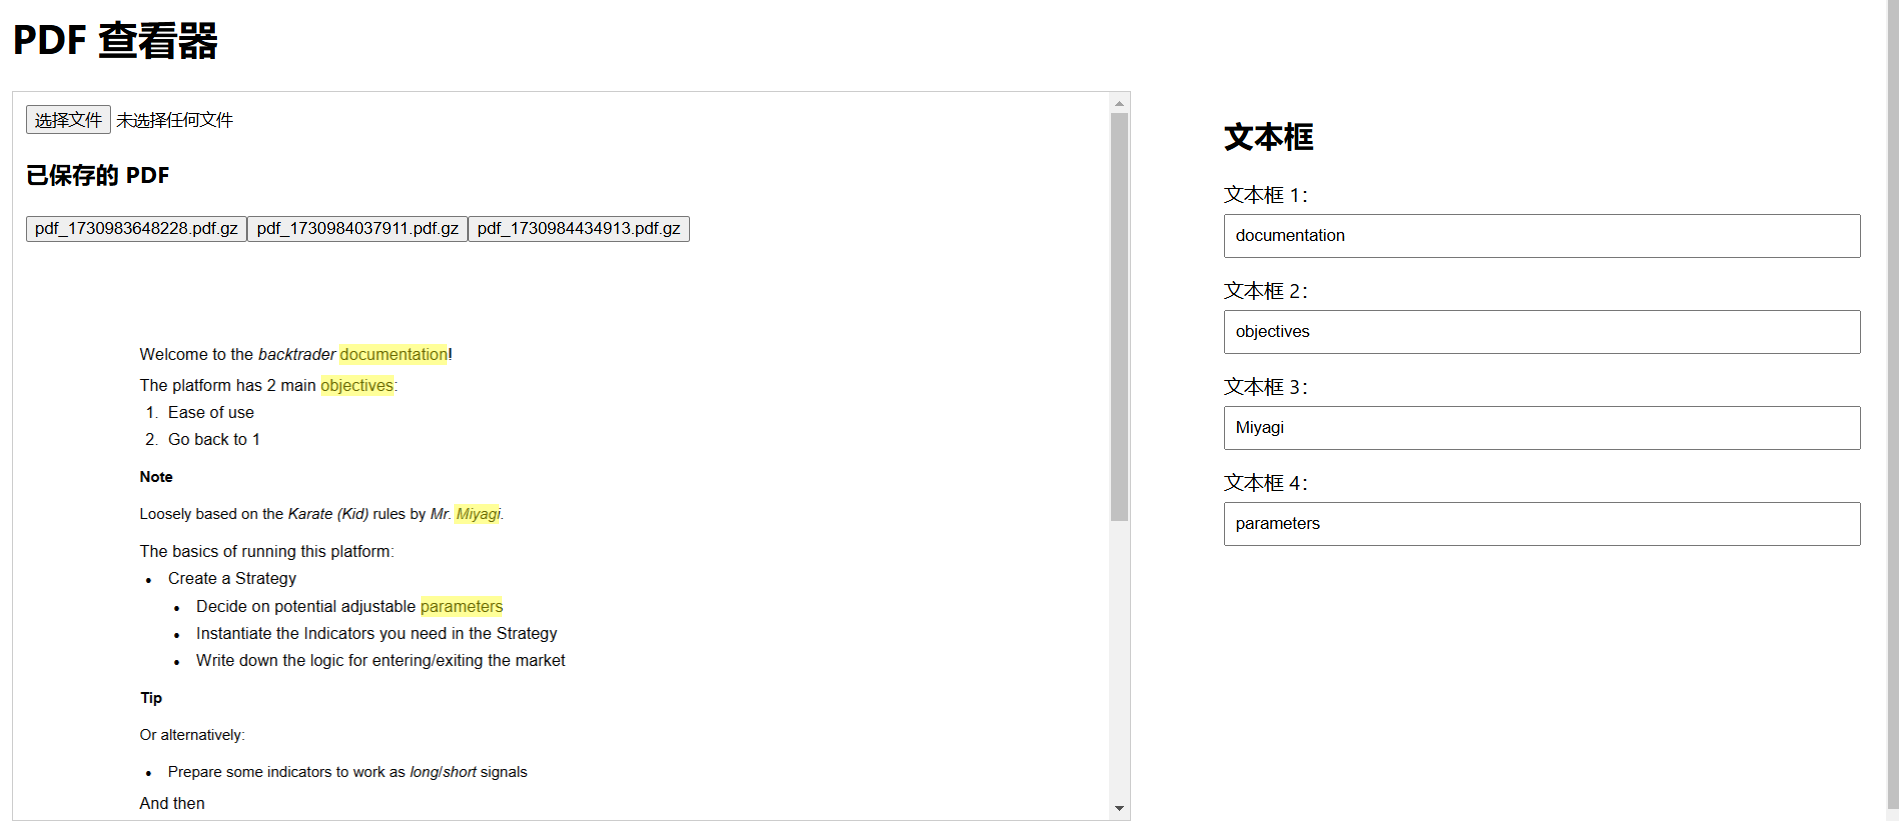 PDF 查看器
选择文件 未选择任何文件
已保存的 PDF
pdf_1730983648228.pdf.gz pdf_1730984037911.pdf.gz pdf_1730984434913.pdf.gz
Welcome to the backtrader documentation!
The platform has 2 main objectives:
1. Ease of use
2. Go back to 1
Note
Loosely based on the Karate (Kid) rules by Mr. Miyagi.
The basics of running this platform:
• Create a Strategy
• Decide on potential adjustable parameters
• Instantiate the Indicators you need in the Strategy
• Write down the logic for entering/exiting the market
Tip
Or alternatively:
• Prepare some indicators to work as long/short signals
And then
文本框
文本框 1：
documentation
文本框 2：
objectives
文本框 3：
Miyagi
文本框 4：
parameters